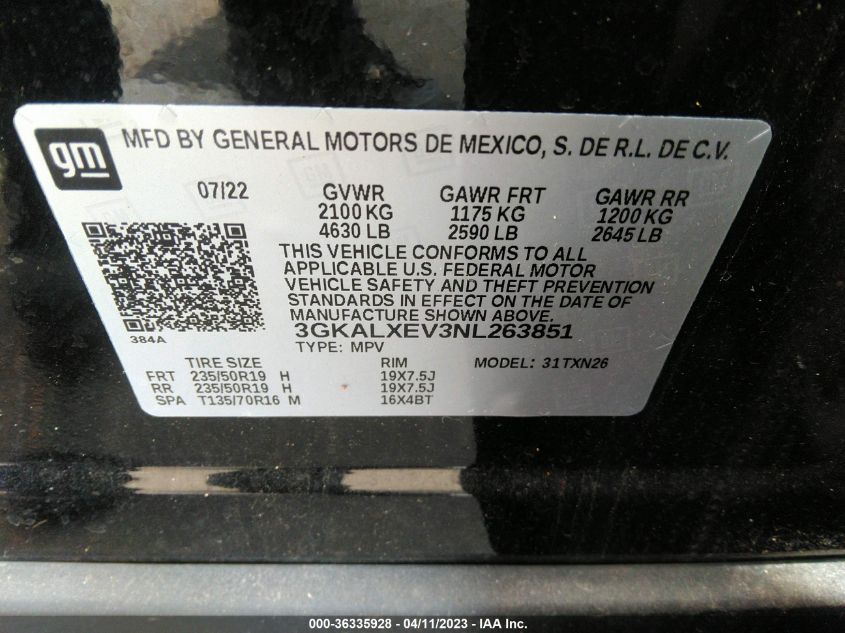 gm
MFD BY GENERAL MOTORS DE MEXICO, S. DE R.L. DE C.V.
07/22 GVWR GAWR FRT GAWR RR
2100 KG 1175 KG 1200 KG
4630 LB 2590 LB 2645 LB
THIS VEHICLE CONFORMS TO ALL
APPLICABLE U.S. FEDERAL MOTOR
VEHICLE SAFETY AND THEFT PREVENTION
STANDARDS IN EFFECT ON THE DATE OF
MANUFACTURE SHOWN ABOVE.
384A 3GKALXEV3NL263851
TYPE: MPV MODEL: 31TXN26
TIRE SIZE RIM
FRT 235/50R19 H 19X7.5J
RR 235/50R19 H 19X7.5J
SPA T135/70R16 M 16X4BT
000-36335928 - 04/11/2023 - IAA Inc.